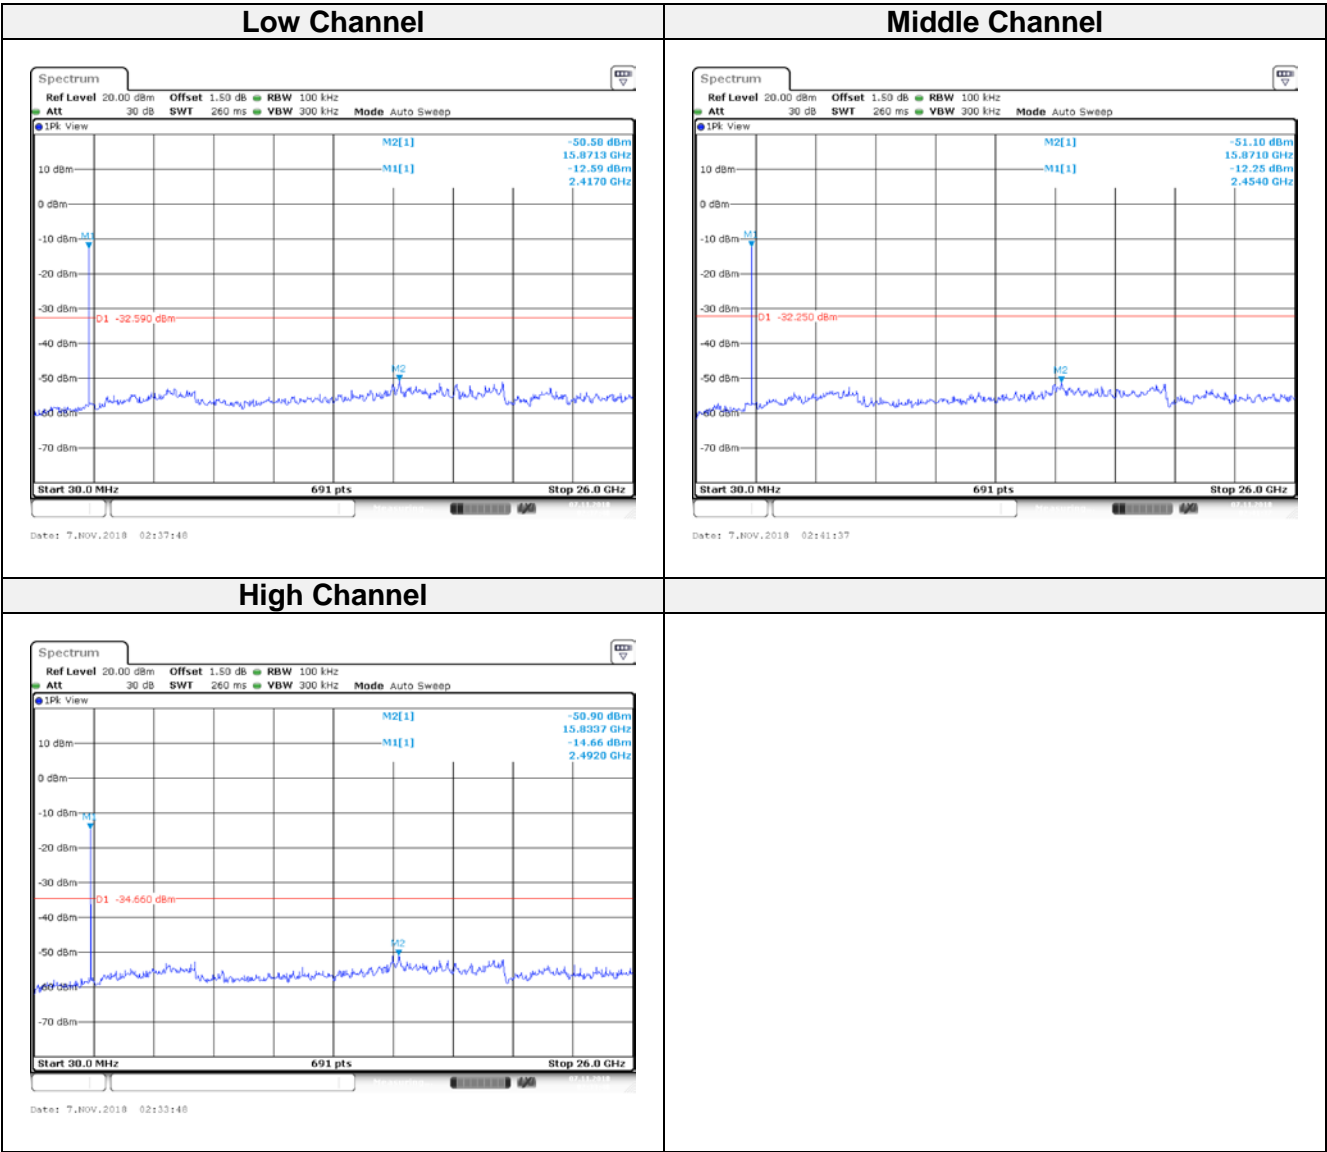 Low Channel
Middle Channel
Spectrum
Ref Level 20.00 dBm Offset 1.50 dB RBW 100 kHz
Att 30 dB SWT 260 ms VBW 300 kHz Mode Auto Sweep
1Pk View
M2[1] -50.58 dBm
15.8713 GHz
M1[1] -12.59 dBm
2.4170 GHz
10 dBm
0 dBm
-10 dBm
M1
-20 dBm
-30 dBm
D1 -32.590 dBm
-40 dBm
-50 dBm
M2
-60 dBm
-70 dBm
Start 30.0 MHz 691 pts Stop 26.0 GHz
Date: 7.NOV.2018 02:37:48
Spectrum
Ref Level 20.00 dBm Offset 1.50 dB RBW 100 kHz
Att 30 dB SWT 260 ms VBW 300 kHz Mode Auto Sweep
1Pk View
M2[1] -51.10 dBm
15.8710 GHz
M1[1] -12.25 dBm
2.4540 GHz
10 dBm
0 dBm
-10 dBm
M1
-20 dBm
-30 dBm
D1 -32.250 dBm
-40 dBm
-50 dBm
M2
-60 dBm
-70 dBm
Start 30.0 MHz 691 pts Stop 26.0 GHz
Date: 7.NOV.2018 02:41:37
High Channel
Spectrum
Ref Level 20.00 dBm Offset 1.50 dB RBW 100 kHz
Att 30 dB SWT 260 ms VBW 300 kHz Mode Auto Sweep
1Pk View
M2[1] -50.90 dBm
15.8337 GHz
M1[1] -14.66 dBm
2.4920 GHz
10 dBm
0 dBm
-10 dBm
M1
-20 dBm
-30 dBm
D1 -34.660 dBm
-40 dBm
-50 dBm
M2
-60 dBm
-70 dBm
Start 30.0 MHz 691 pts Stop 26.0 GHz
Date: 7.NOV.2018 02:33:48